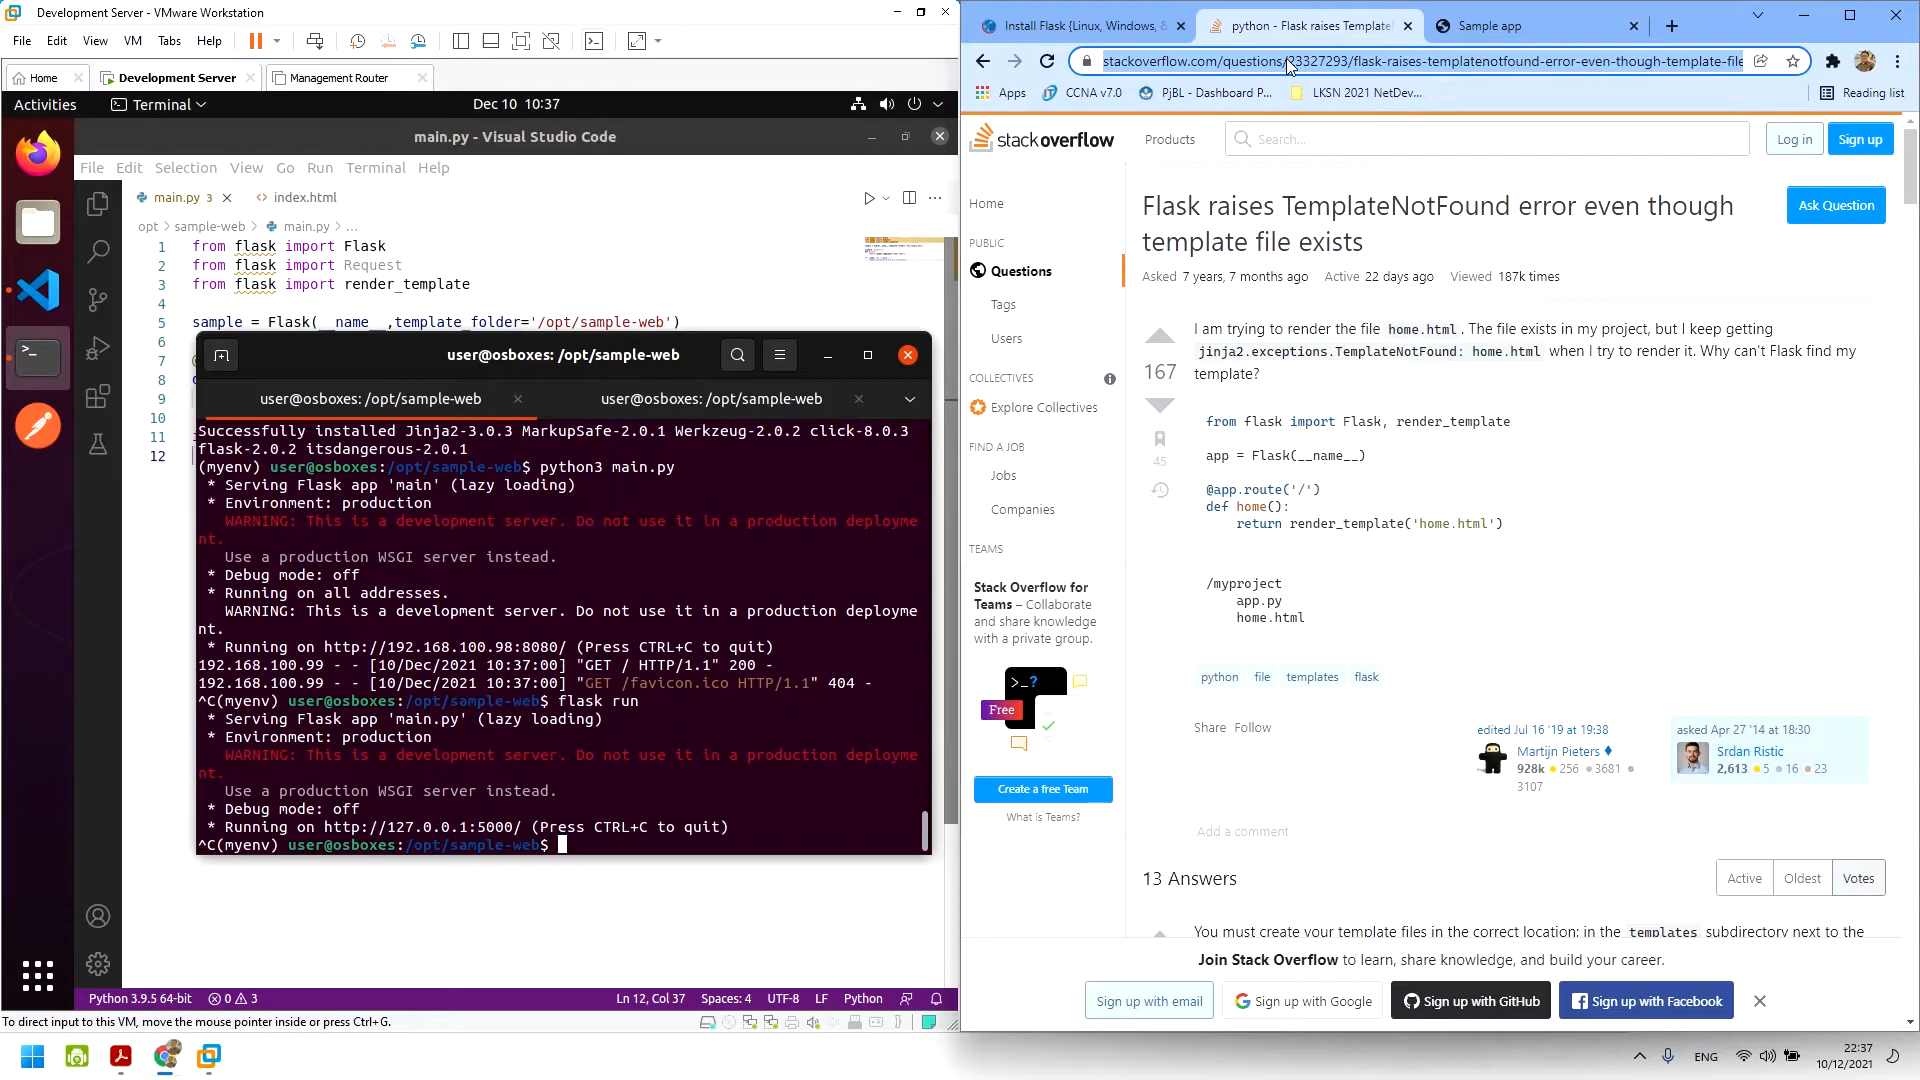 Development Server - VMware Workstation
File Edit View VM Tabs Help
Home
Development Server
Management Router
Activities
Terminal
Dec 10 10:37
main.py - Visual Studio Code
File Edit Selection View Go Run Terminal Help
main.py 3
index.html
opt > sample-web > main.py > ...
1 from flask import Flask
2 from flask import Request
3 from flask import render_template
4
5 sample = Flask(__name__,template_folder='/opt/sample-web')
6
7
8
9
10
11
12
user@osboxes: /opt/sample-web
user@osboxes: /opt/sample-web
user@osboxes: /opt/sample-web
Successfully installed Jinja2-3.0.3 MarkupSafe-2.0.1 Werkzeug-2.0.2 click-8.0.3
flask-2.0.2 itsdangerous-2.0.1
(myenv) user@osboxes:/opt/sample-web$ python3 main.py
* Serving Flask app 'main' (lazy loading)
* Environment: production
WARNING: This is a development server. Do not use it in a production deployme
nt.
Use a production WSGI server instead.
* Debug mode: off
* Running on all addresses.
WARNING: This is a development server. Do not use it in a production deployme
nt.
* Running on http://192.168.100.98:8080/ (Press CTRL+C to quit)
192.168.100.99 - - [10/Dec/2021 10:37:00] "GET / HTTP/1.1" 200 -
192.168.100.99 - - [10/Dec/2021 10:37:00] "GET /favicon.ico HTTP/1.1" 404 -
^C(myenv) user@osboxes:/opt/sample-web$ flask run
* Serving Flask app 'main.py' (lazy loading)
* Environment: production
WARNING: This is a development server. Do not use it in a production deployme
nt.
Use a production WSGI server instead.
* Debug mode: off
* Running on http://127.0.0.1:5000/ (Press CTRL+C to quit)
^C(myenv) user@osboxes:/opt/sample-web$
Python 3.9.5 64-bit 0 3
Ln 12, Col 37 Spaces: 4 UTF-8 LF Python
To direct input to this VM, move the mouse pointer inside or press Ctrl+G.
Install Flask {Linux, Windows, &
python - Flask raises Template
Sample app
stackoverflow.com/questions/23327293/flask-raises-templatenotfound-error-even-though-template-file
Apps
CCNA v7.0
PjBL - Dashboard P...
LKSN 2021 NetDev...
Reading list
stackoverflow
Products
Search...
Log in
Sign up
Home
PUBLIC
Questions
Tags
Users
COLLECTIVES
Explore Collectives
FIND A JOB
Jobs
Companies
TEAMS
Stack Overflow for
Teams – Collaborate
and share knowledge
with a private group.
>_?
Free
Create a free Team
What is Teams?
Flask raises TemplateNotFound error even though
template file exists
Ask Question
Asked 7 years, 7 months ago Active 22 days ago Viewed 187k times
167
45
I am trying to render the file home.html. The file exists in my project, but I keep getting
jinja2.exceptions.TemplateNotFound: home.html when I try to render it. Why can't Flask find my
template?
from flask import Flask, render_template
app = Flask(__name__)
@app.route('/')
def home():
return render_template('home.html')
/myproject
app.py
home.html
python file templates flask
Share Follow
edited Jul 16 '19 at 19:38
Martijn Pieters ♦
928k 256 3681
3107
asked Apr 27 '14 at 18:30
Srdan Ristic
2,613 5 16 23
Add a comment
13 Answers
Active Oldest Votes
You must create your template files in the correct location; in the templates subdirectory next to the
Join Stack Overflow to learn, share knowledge, and build your career.
Sign up with email
Sign up with Google
Sign up with GitHub
Sign up with Facebook
ENG
22:37
10/12/2021